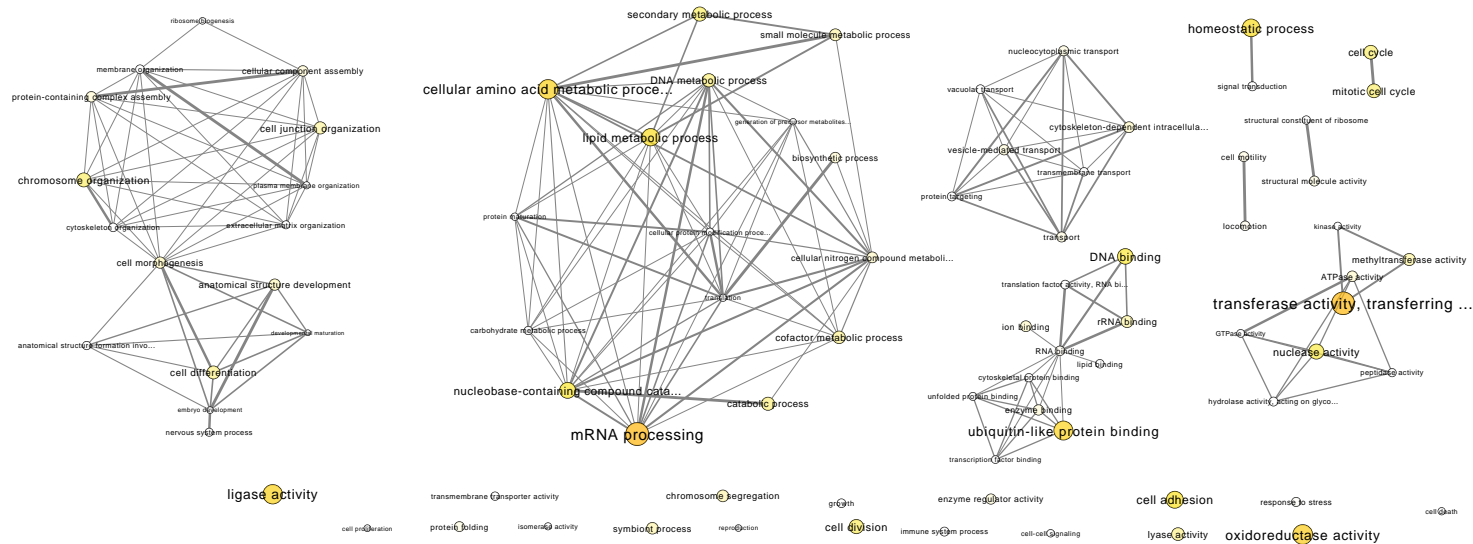 ribosome biogenesis
membrane organization
cellular component assembly
protein-containing complex assembly
cell junction organization
chromosome organization
plasma membrane organization
cytoskeleton organization
extracellular matrix organization
cell morphogenesis
anatomical structure development
developmental maturation
anatomical structure formation invo...
cell differentiation
embryo development
nervous system process
secondary metabolic process
small molecule metabolic process
DNA metabolic process
cellular amino acid metabolic proce...
generation of precursor metabolites...
lipid metabolic process
biosynthetic process
protein maturation
cellular protein modification proce...
cellular nitrogen compound metaboli...
translation
carbohydrate metabolic process
cofactor metabolic process
nucleobase-containing compound cata...
catabolic process
mRNA processing
nucleocytoplasmic transport
vacuolar transport
cytoskeleton-dependent intracellula...
vesicle-mediated transport
transmembrane transport
protein targeting
transport
DNA binding
translation factor activity, RNA bi...
ion binding
rRNA binding
RNA binding
lipid binding
cytoskeletal protein binding
unfolded protein binding
enzyme binding
ubiquitin-like protein binding
transcription factor binding
homeostatic process
signal transduction
cell cycle
mitotic cell cycle
structural constituent of ribosome
cell motility
structural molecule activity
locomotion
kinase activity
methyltransferase activity
ATPase activity
transferase activity, transferring ...
GTPase activity
nuclease activity
peptidase activity
hydrolase activity, acting on glyco...
ligase activity
transmembrane transporter activity
chromosome segregation
growth
enzyme regulator activity
cell adhesion
response to stress
cell death
cell proliferation
protein folding
isomerase activity
symbiont process
reproduction
cell division
immune system process
cell-cell signaling
lyase activity
oxidoreductase activity